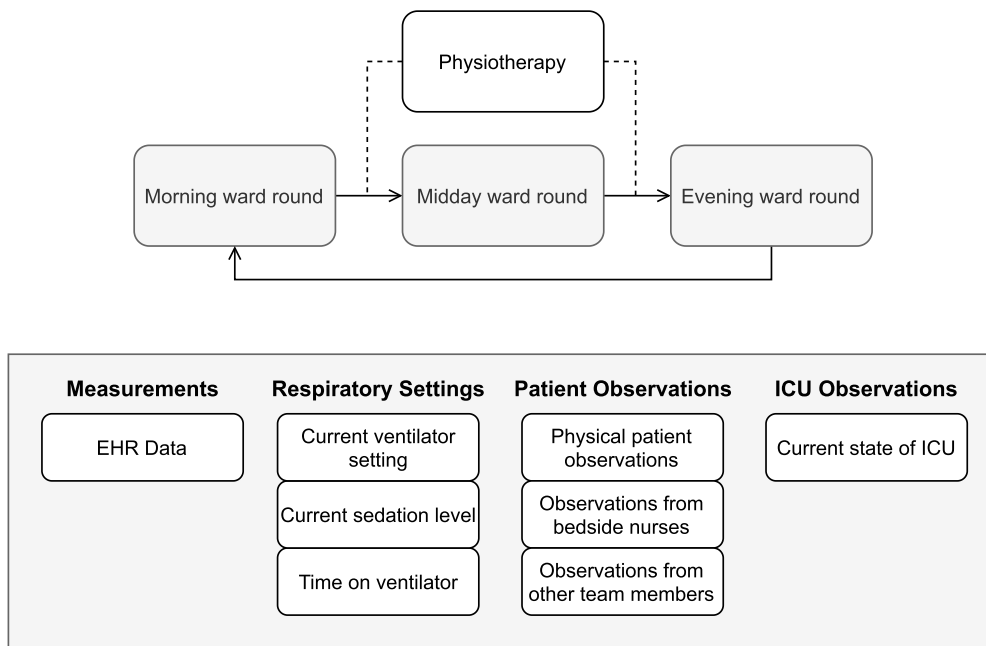 Physiotherapy
Morning ward round
Midday ward round
Evening ward round
Measurements
EHR Data
Respiratory Settings
Current ventilator
setting
Current sedation level
Time on ventilator
Patient Observations
Physical patient
observations
Observations from
bedside nurses
Observations from
other team members
ICU Observations
Current state of ICU